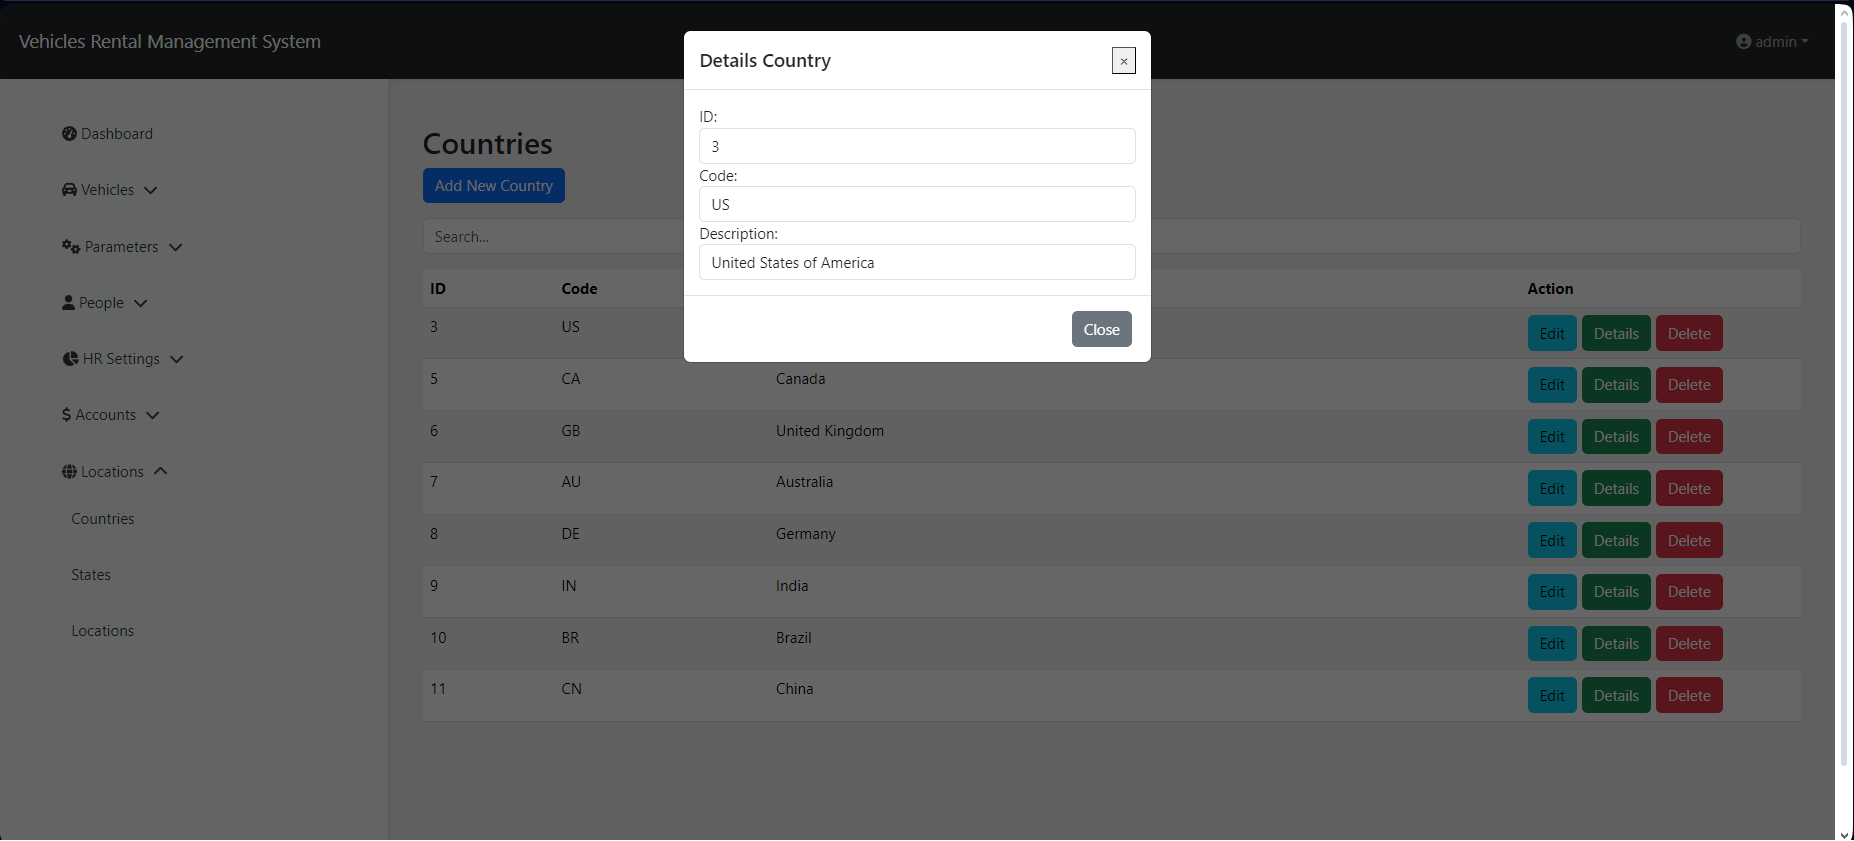 Vehicles Rental Management System
admin
Details Country
×
ID:
3
Code:
US
Description:
United States of America
Close
Dashboard
Vehicles
Parameters
People
HR Settings
Accounts
Locations
Countries
States
Locations
Countries
Add New Country
Search...
ID Code Action
3 US Edit Details Delete
5 CA Canada Edit Details Delete
6 GB United Kingdom Edit Details Delete
7 AU Australia Edit Details Delete
8 DE Germany Edit Details Delete
9 IN India Edit Details Delete
10 BR Brazil Edit Details Delete
11 CN China Edit Details Delete